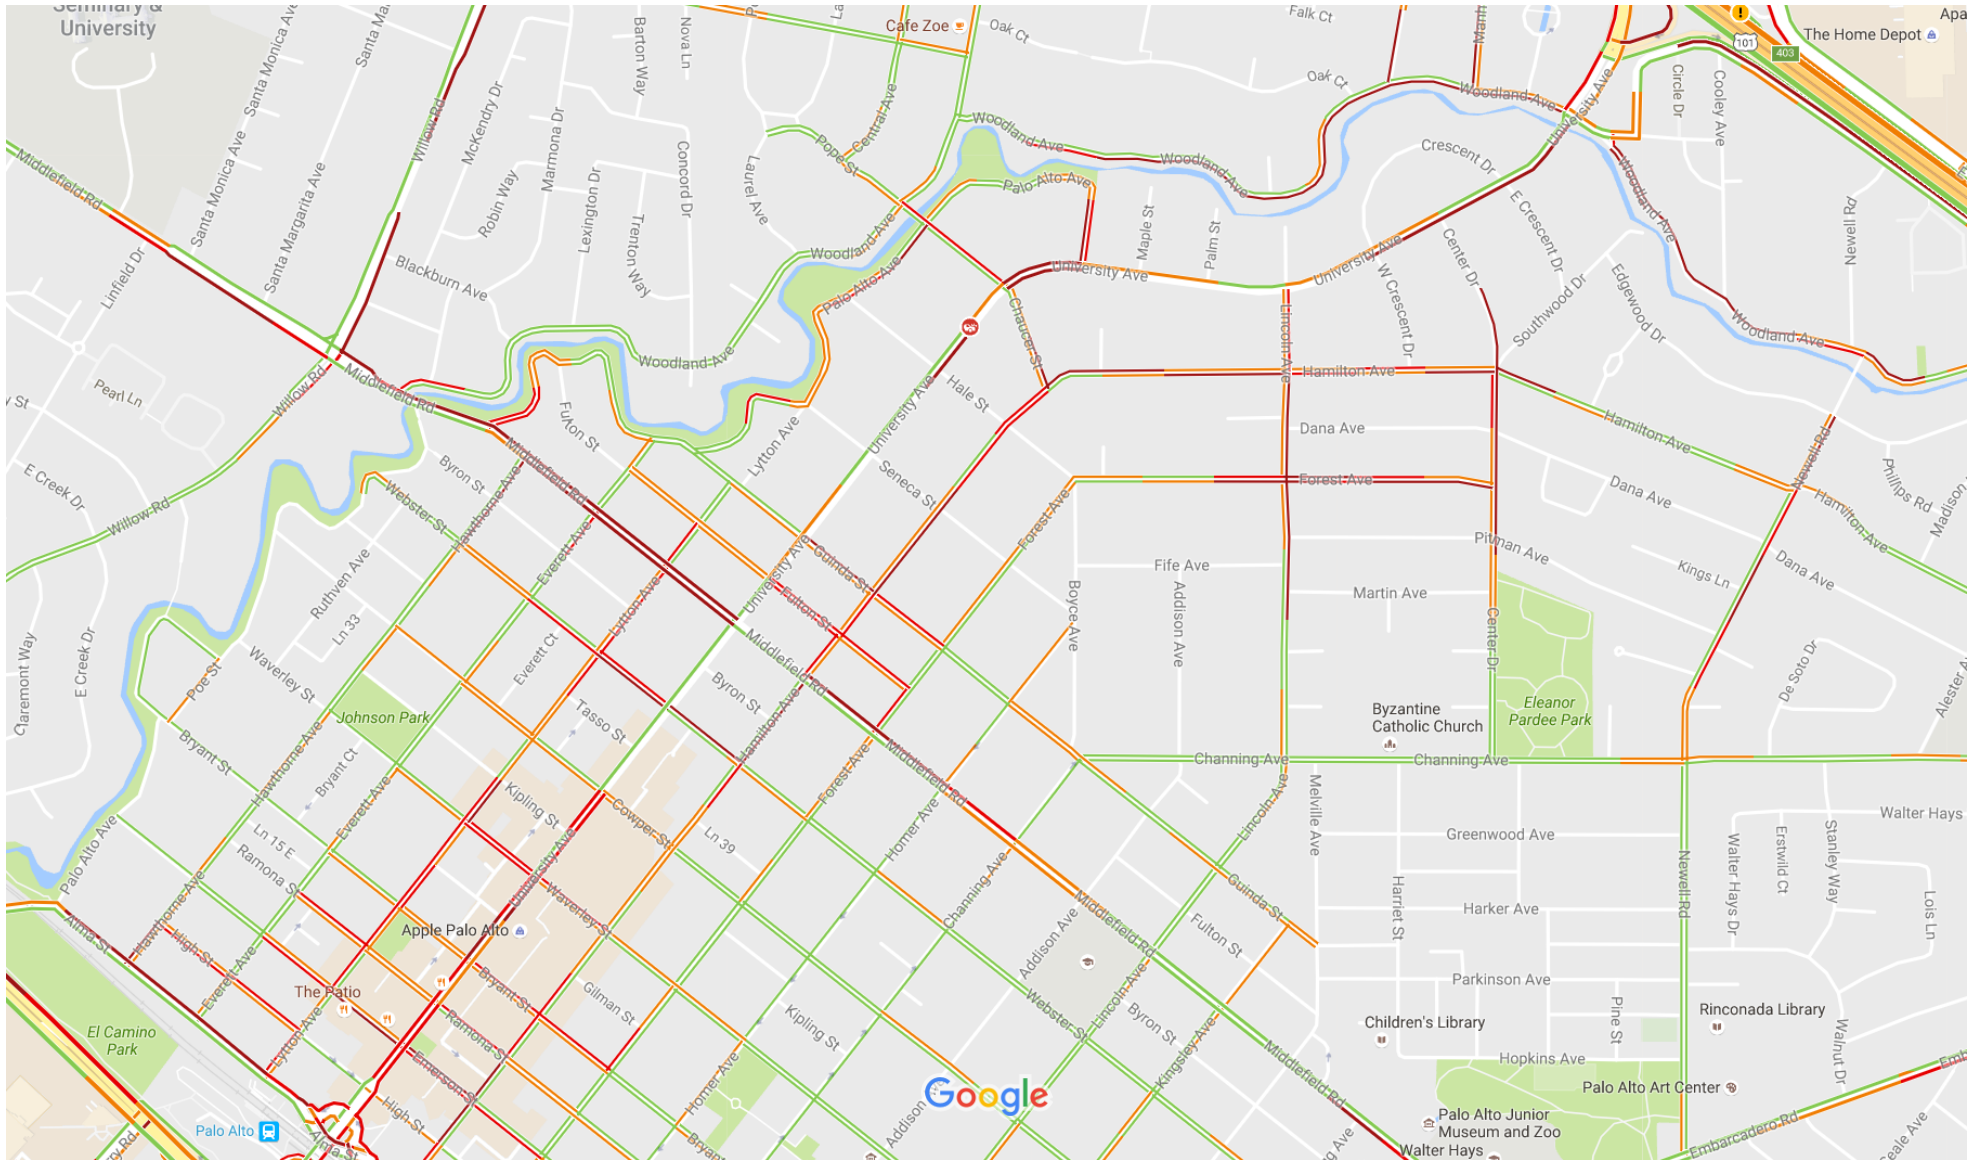 Seminary &
University
Cafe Zoe
Oak Ct
Falk Ct
101
403
The Home Depot
Apa
Santa Monica Ave
Willow Rd
McKendry Dr
Barton Way
Nova Ln
Central Ave
Oak Ct
Woodland Ave
University Ave
Circle Dr
Cooley Ave
Middlefield Rd
Santa Monica Ave
Santa Margarita Ave
Marmona Dr
Robin Way
Lexington Dr
Concord Dr
Trenton Way
Laurel Ave
Pope St
Woodland Ave
Woodland Ave
Palo Alto Ave
Maple St
Palm St
Crescent Dr
E Crescent Dr
Woodland Ave
Newell Rd
Linfield Dr
Blackburn Ave
Woodland Ave
Palo Alto Ave
University Ave
University Ave
W Crescent Dr
Center Dr
Southwood Dr
Edgewood Dr
Woodland Ave
Chaucer St
Lincoln Ave
Pearl Ln
y St
Willow Rd
Middlefield Rd
Woodland Ave
University Ave
Hale St
Hamilton Ave
Hamilton Ave
Newell Rd
Fulton St
Lytton Ave
Dana Ave
Seneca St
Forest Ave
Dana Ave
Phillips Rd
Hamilton Ave
E Creek Dr
Willow Rd
Webster St
Byron St
Hawthorne Ave
Middlefield Rd
Everett Ave
Forest Ave
Pitman Ave
Kings Ln
Dana Ave
Guinda St
University Ave
Fulton St
Fife Ave
Boyce Ave
Addison Ave
Martin Ave
Center Dr
Ruthven Ave
Ln 33
Lytton Ave
Everett Ct
Claremont Way
E Creek Dr
Poe St
Waverley St
Johnson Park
Tasso St
Byron St
Middlefield Rd
Hamilton Ave
Byzantine
Catholic Church
Eleanor
Pardee Park
De Soto Dr
Bryant St
Hawthorne Ave
Bryant Ct
Everett Ave
Kipling St
Cowper St
Forest Ave
Middlefield Rd
Channing Ave
Channing Ave
Lincoln Ave
Melville Ave
Greenwood Ave
Walter Hays
Palo Alto Ave
Ln 15 E
Ramona St
University Ave
Ln 39
Homer Ave
Channing Ave
Guinda St
Harriet St
Harker Ave
Newell Rd
Walter Hays Dr
Erstwild Ct
Stanley Way
Lois Ln
Alma St
Hawthorne Ave
High St
Everett Ave
Apple Palo Alto
Waverley St
Addison Ave
Middlefield Rd
Fulton St
Parkinson Ave
The Patio
Bryant St
Gilman St
Webster St
Lincoln Ave
Byron St
Pine St
Rinconada Library
El Camino
Park
Lytton Ave
Ramona St
Emerson St
Kipling St
Homer Ave
Kingsley Ave
Middlefield Rd
Children's Library
Hopkins Ave
Walnut Dr
Palo Alto Art Center
Google
Addison
High St
Palo Alto
Alma St
Bryant
Palo Alto Junior
Museum and Zoo
Walter Hays
Embarcadero Rd
Seale Ave